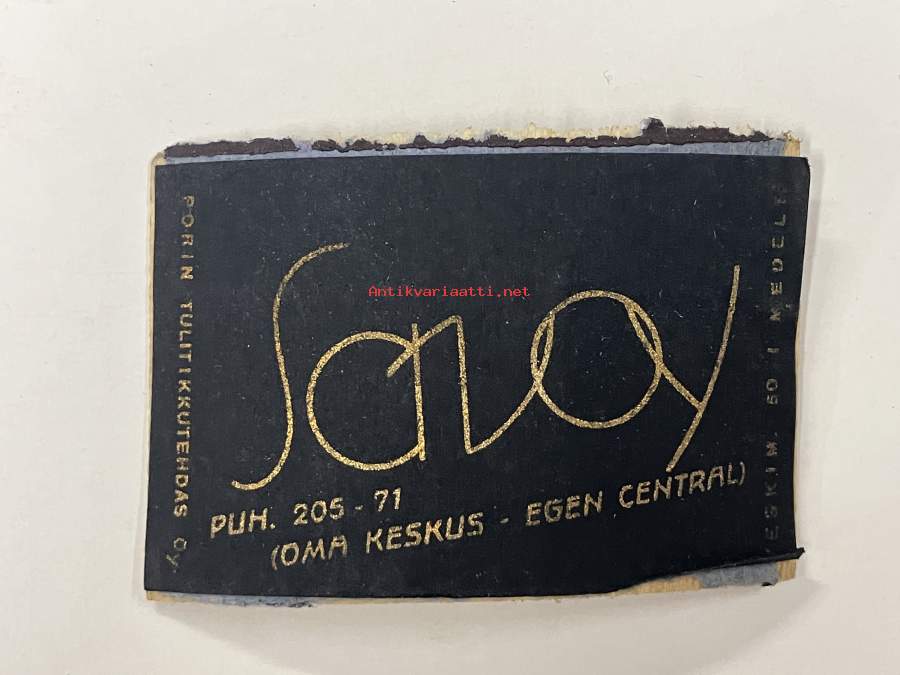 PORIN TULITIKKUTEHDAS Oy.
Savoy
Antikvariaatti.net
PUH. 205 - 71
(OMA KESKUS - EGEN CENTRAL)
KESKIM. 50 I MEDELT.